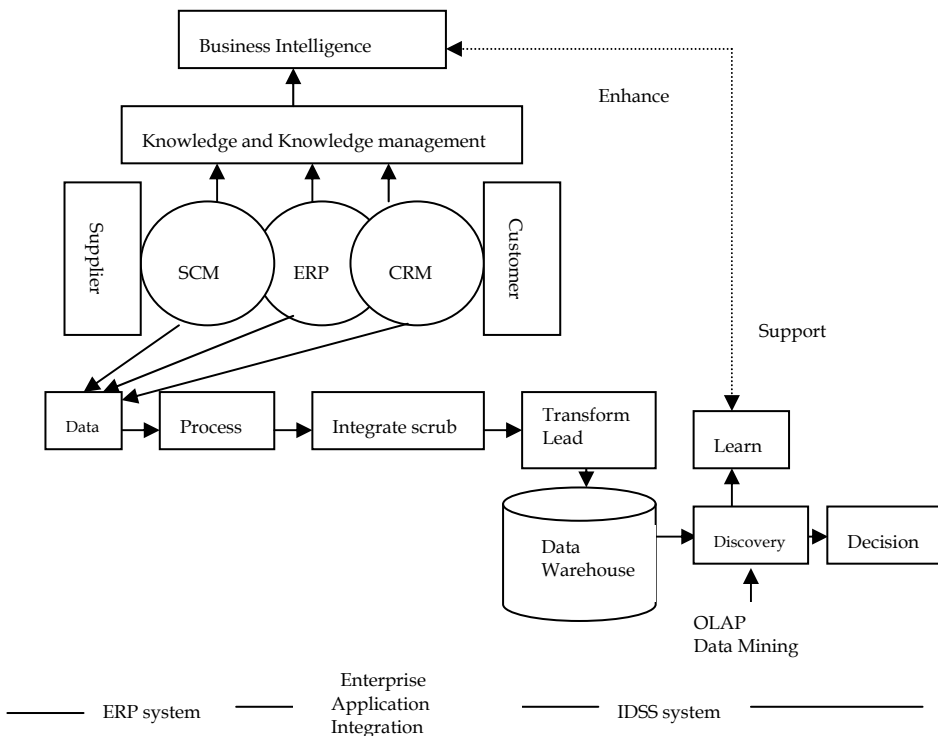 Business Intelligence
Enhance
Knowledge and Knowledge management
Supplier
SCM
ERP
CRM
Customer
Support
Data
Process
Integrate scrub
Transform
Lead
Learn
Data
Warehouse
Discovery
Decision
OLAP
Data Mining
ERP system
Enterprise
Application
Integration
IDSS system